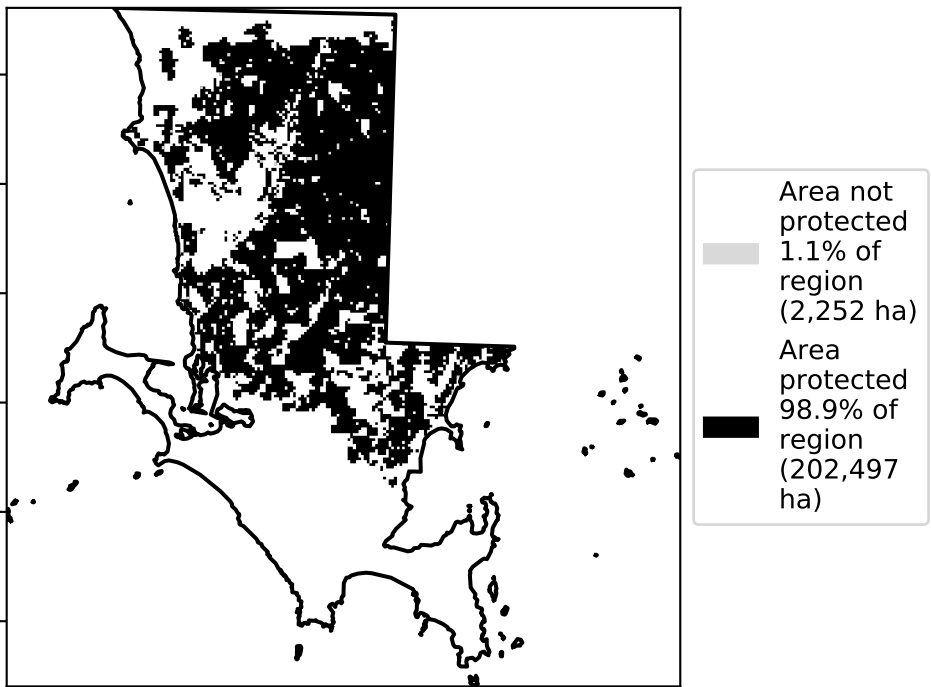 Area not
protected
1.1% of
region
(2,252 ha)
Area
protected
98.9% of
region
(202,497
ha)